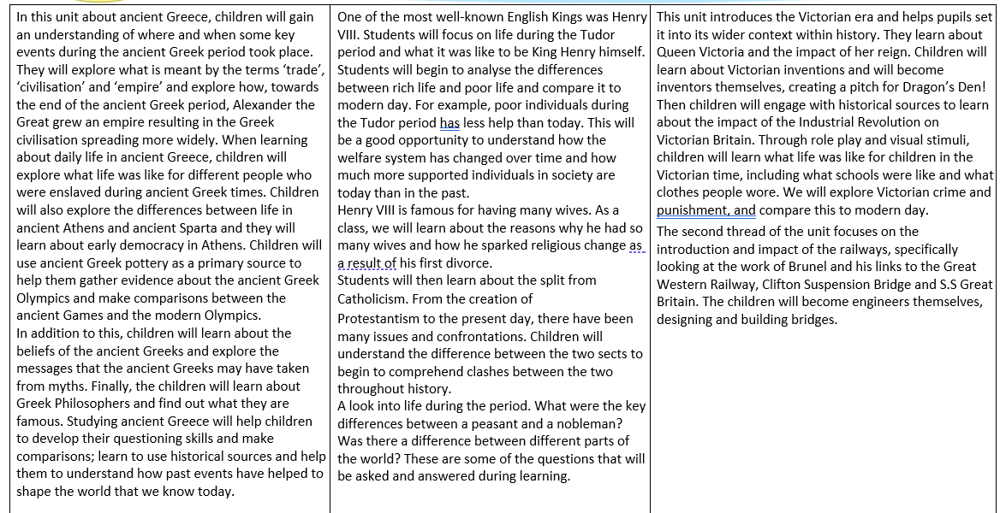 In this unit about ancient Greece, children will gain
an understanding of where and when some key
events during the ancient Greek period took place.
They will explore what is meant by the terms ‘trade’,
‘civilisation’ and ‘empire’ and explore how, towards
the end of the ancient Greek period, Alexander the
Great grew an empire resulting in the Greek
civilisation spreading more widely. When learning
about daily life in ancient Greece, children will
explore what life was like for different people who
were enslaved during ancient Greek times. Children
will also explore the differences between life in
ancient Athens and ancient Sparta and they will
learn about early democracy in Athens. Children will
use ancient Greek pottery as a primary source to
help them gather evidence about the ancient Greek
Olympics and make comparisons between the
ancient Games and the modern Olympics.
In addition to this, children will learn about the
beliefs of the ancient Greeks and explore the
messages that the ancient Greeks may have taken
from myths. Finally, the children will learn about
Greek Philosophers and find out what they are
famous. Studying ancient Greece will help children
to develop their questioning skills and make
comparisons; learn to use historical sources and help
them to understand how past events have helped to
shape the world that we know today.
One of the most well-known English Kings was Henry
VIII. Students will focus on life during the Tudor
period and what it was like to be King Henry himself.
Students will begin to analyse the differences
between rich life and poor life and compare it to
modern day. For example, poor individuals during
the Tudor period has less help than today. This will
be a good opportunity to understand how the
welfare system has changed over time and how
much more supported individuals in society are
today than in the past.
Henry VIII is famous for having many wives. As a
class, we will learn about the reasons why he had so
many wives and how he sparked religious change as
a result of his first divorce.
Students will then learn about the split from
Catholicism. From the creation of
Protestantism to the present day, there have been
many issues and confrontations. Children will
understand the difference between the two sects to
begin to comprehend clashes between the two
throughout history.
A look into life during the period. What were the key
differences between a peasant and a nobleman?
Was there a difference between different parts of
the world? These are some of the questions that will
be asked and answered during learning.
This unit introduces the Victorian era and helps pupils set
it into its wider context within history. They learn about
Queen Victoria and the impact of her reign. Children will
learn about Victorian inventions and will become
inventors themselves, creating a pitch for Dragon’s Den!
Then children will engage with historical sources to learn
about the impact of the Industrial Revolution on
Victorian Britain. Through role play and visual stimuli,
children will learn what life was like for children in the
Victorian time, including what schools were like and what
clothes people wore. We will explore Victorian crime and
punishment, and compare this to modern day.
The second thread of the unit focuses on the
introduction and impact of the railways, specifically
looking at the work of Brunel and his links to the Great
Western Railway, Clifton Suspension Bridge and S.S Great
Britain. The children will become engineers themselves,
designing and building bridges.